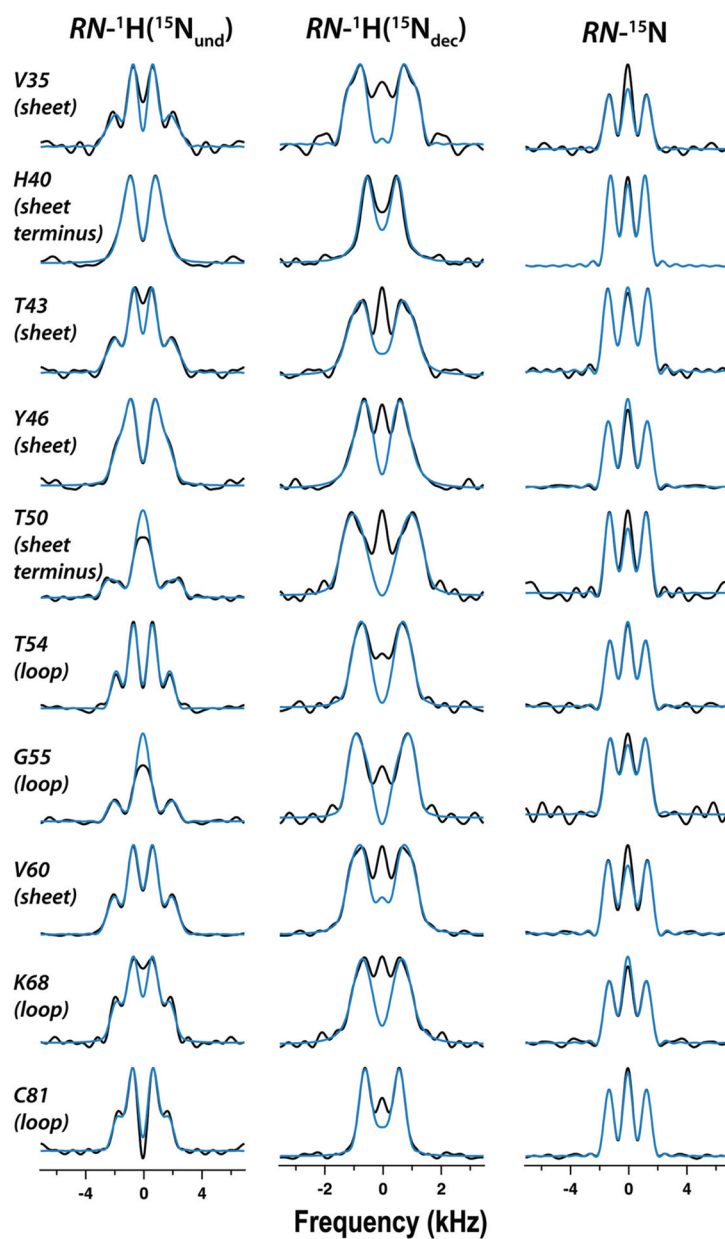 RN-¹H(¹⁵Nund) RN-¹H(¹⁵Ndec) RN-¹⁵N
V35
(sheet)
H40
(sheet
terminus)
T43
(sheet)
Y46
(sheet)
T50
(sheet
terminus)
T54
(loop)
G55
(loop)
V60
(sheet)
K68
(loop)
C81
(loop)
0 4 -2 0 2 -4 0 4
Frequency (kHz)